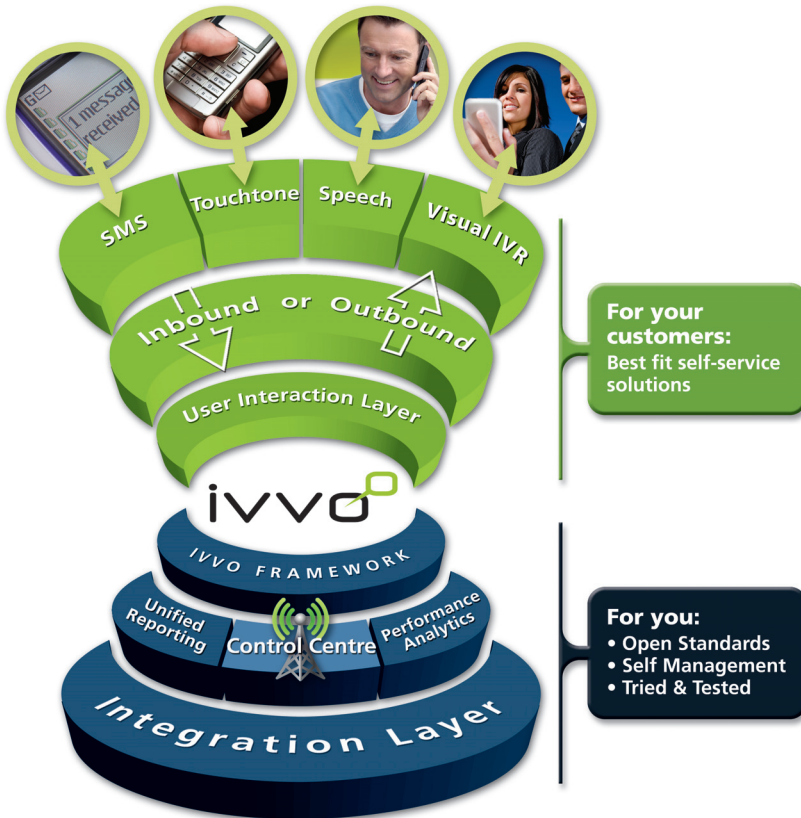 1 message
received
SMS
Touchtone
Speech
Visual IVR
Inbound or Outbound
User Interaction Layer
For your
customers:
Best fit self-service
solutions
ivvo
IVVO FRAMEWORK
Unified
Reporting
Control Centre
Performance
Analytics
Integration Layer
For you:
• Open Standards
• Self Management
• Tried & Tested